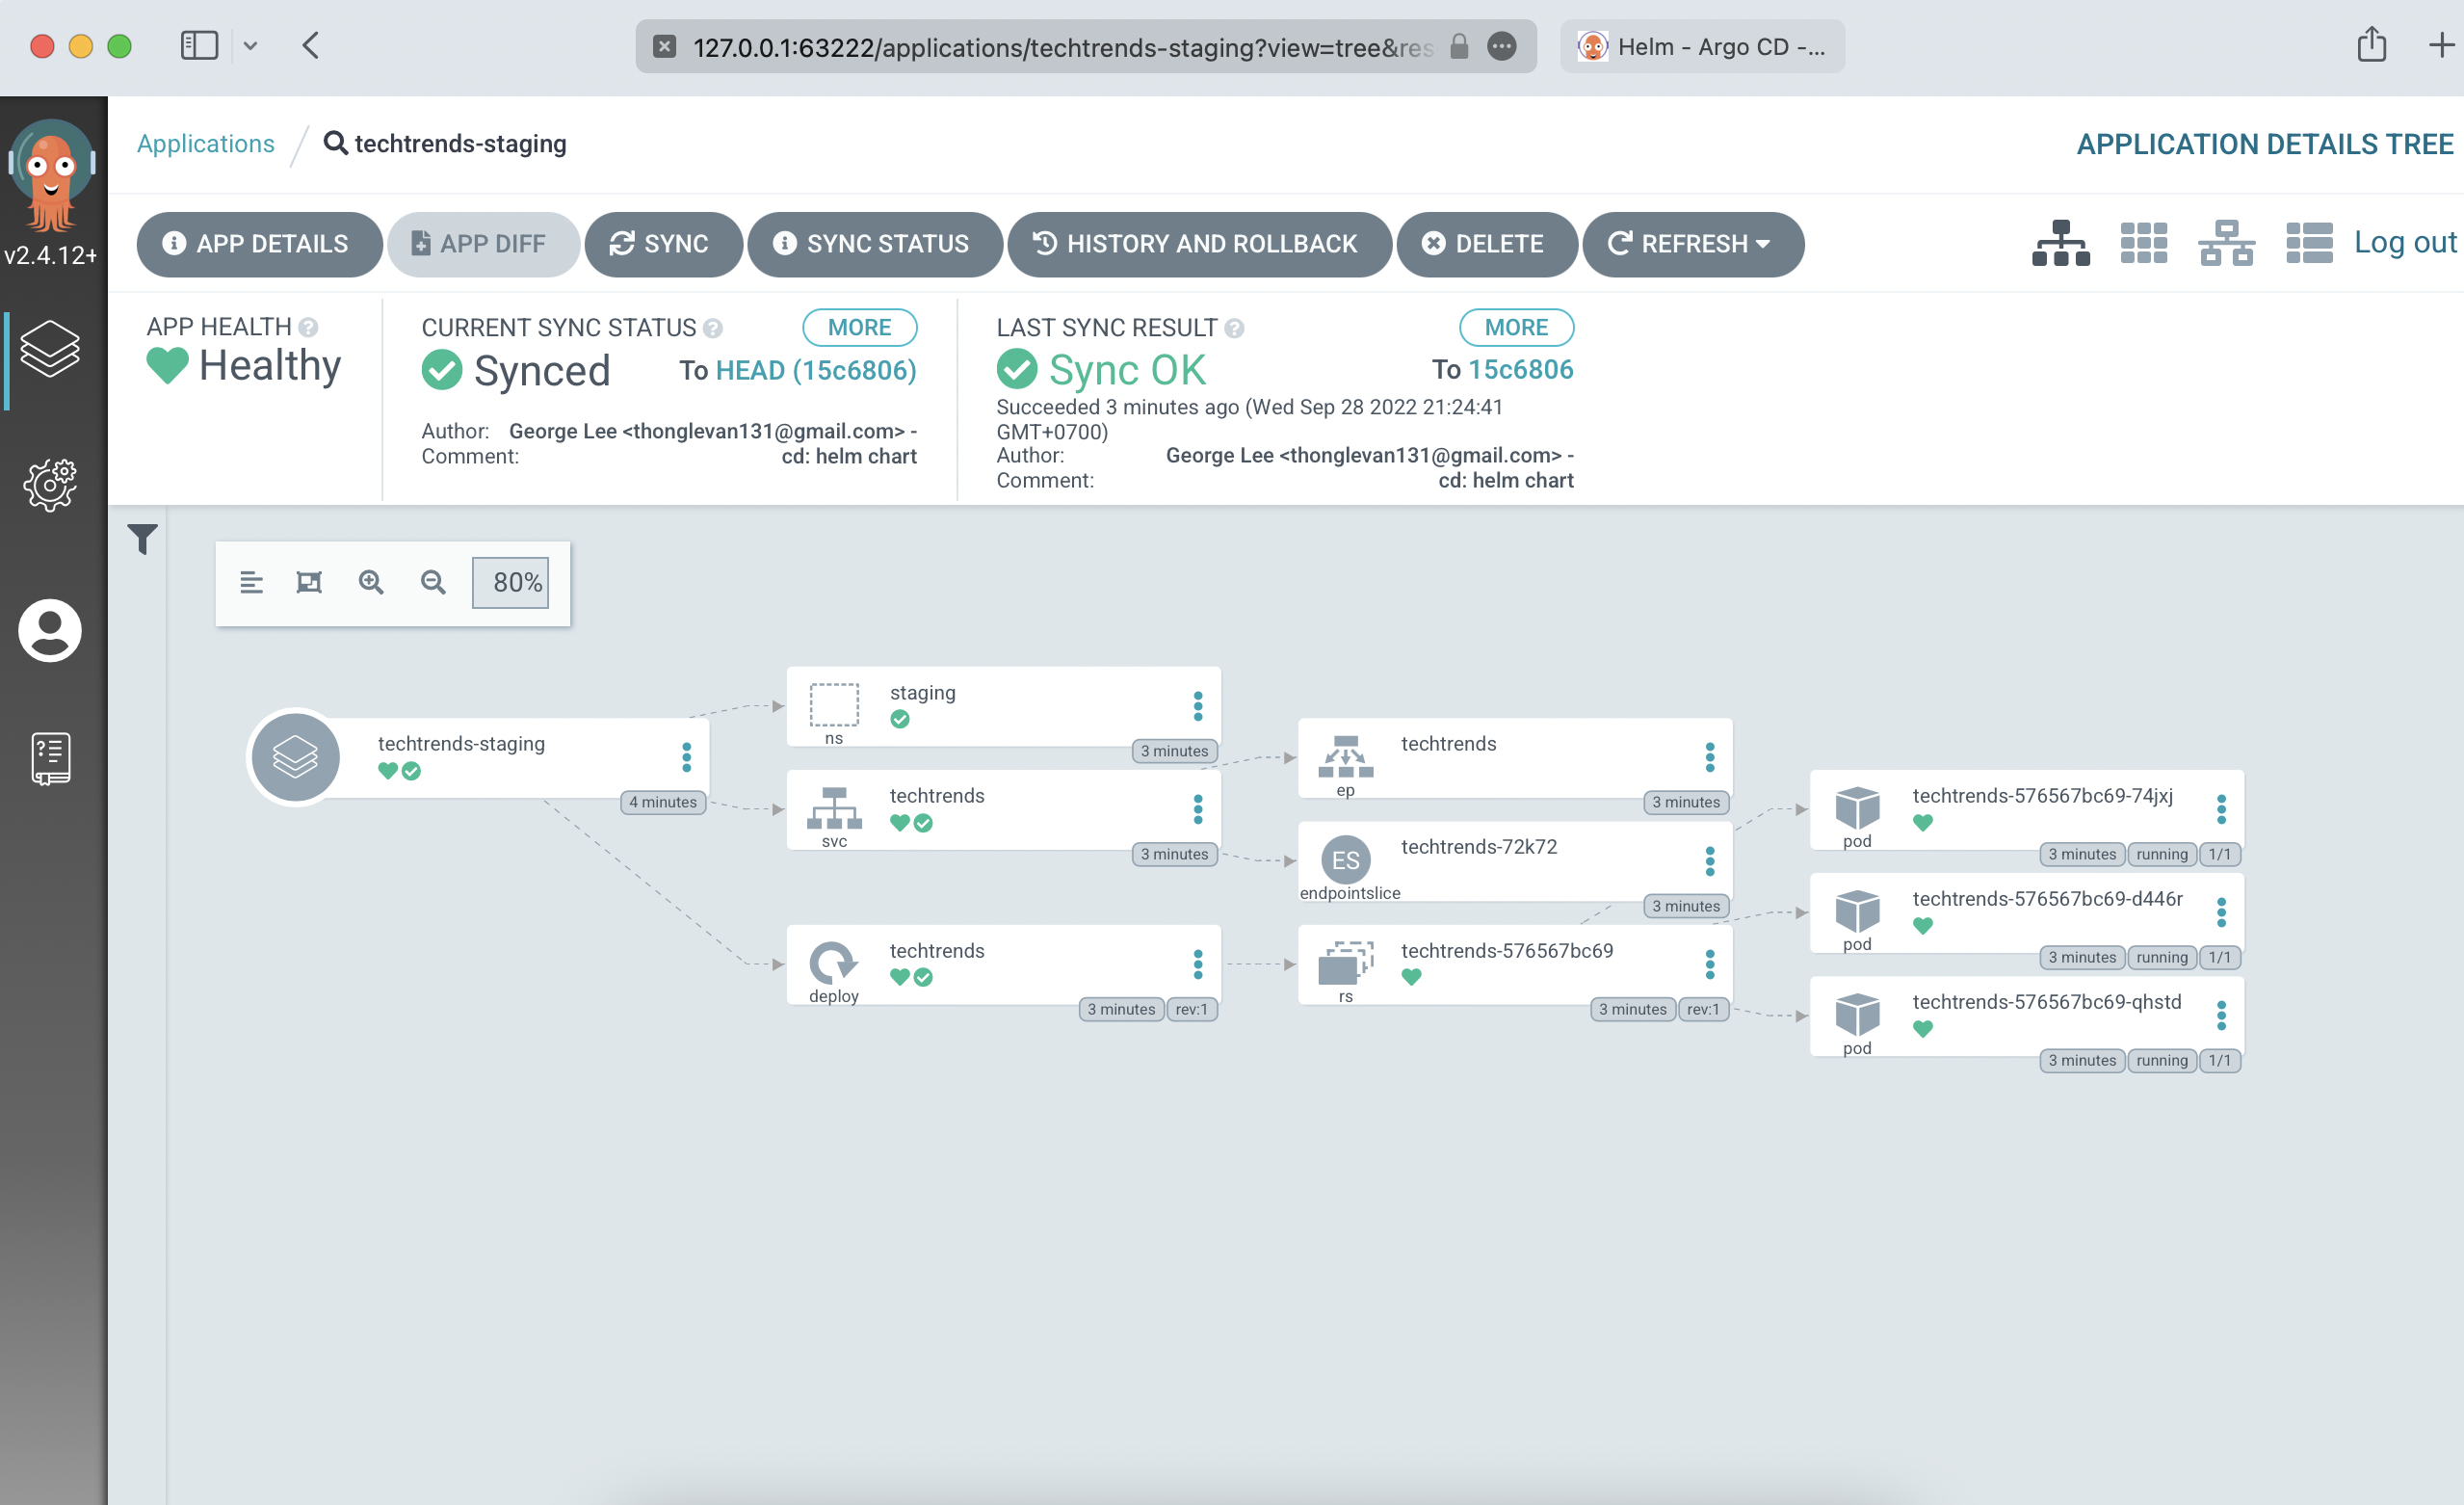 127.0.0.1:63222/applications/techtrends-staging?view=tree&res
Helm - Argo CD -...
v2.4.12+
Applications / techtrends-staging
APPLICATION DETAILS TREE
APP DETAILS
APP DIFF
SYNC
SYNC STATUS
HISTORY AND ROLLBACK
DELETE
REFRESH
Log out
APP HEALTH
Healthy
CURRENT SYNC STATUS
MORE
Synced
To HEAD (15c6806)
Author: George Lee <thonglevan131@gmail.com> -
Comment: cd: helm chart
LAST SYNC RESULT
MORE
Sync OK
To 15c6806
Succeeded 3 minutes ago (Wed Sep 28 2022 21:24:41
GMT+0700)
Author: George Lee <thonglevan131@gmail.com> -
Comment: cd: helm chart
80%
techtrends-staging
4 minutes
staging
ns
3 minutes
techtrends
svc
3 minutes
techtrends
deploy
3 minutes
rev:1
techtrends
ep
3 minutes
ES
techtrends-72k72
endpointslice
3 minutes
techtrends-576567bc69
rs
3 minutes
rev:1
techtrends-576567bc69-74jxj
pod
3 minutes
running
1/1
techtrends-576567bc69-d446r
pod
3 minutes
running
1/1
techtrends-576567bc69-qhstd
pod
3 minutes
running
1/1